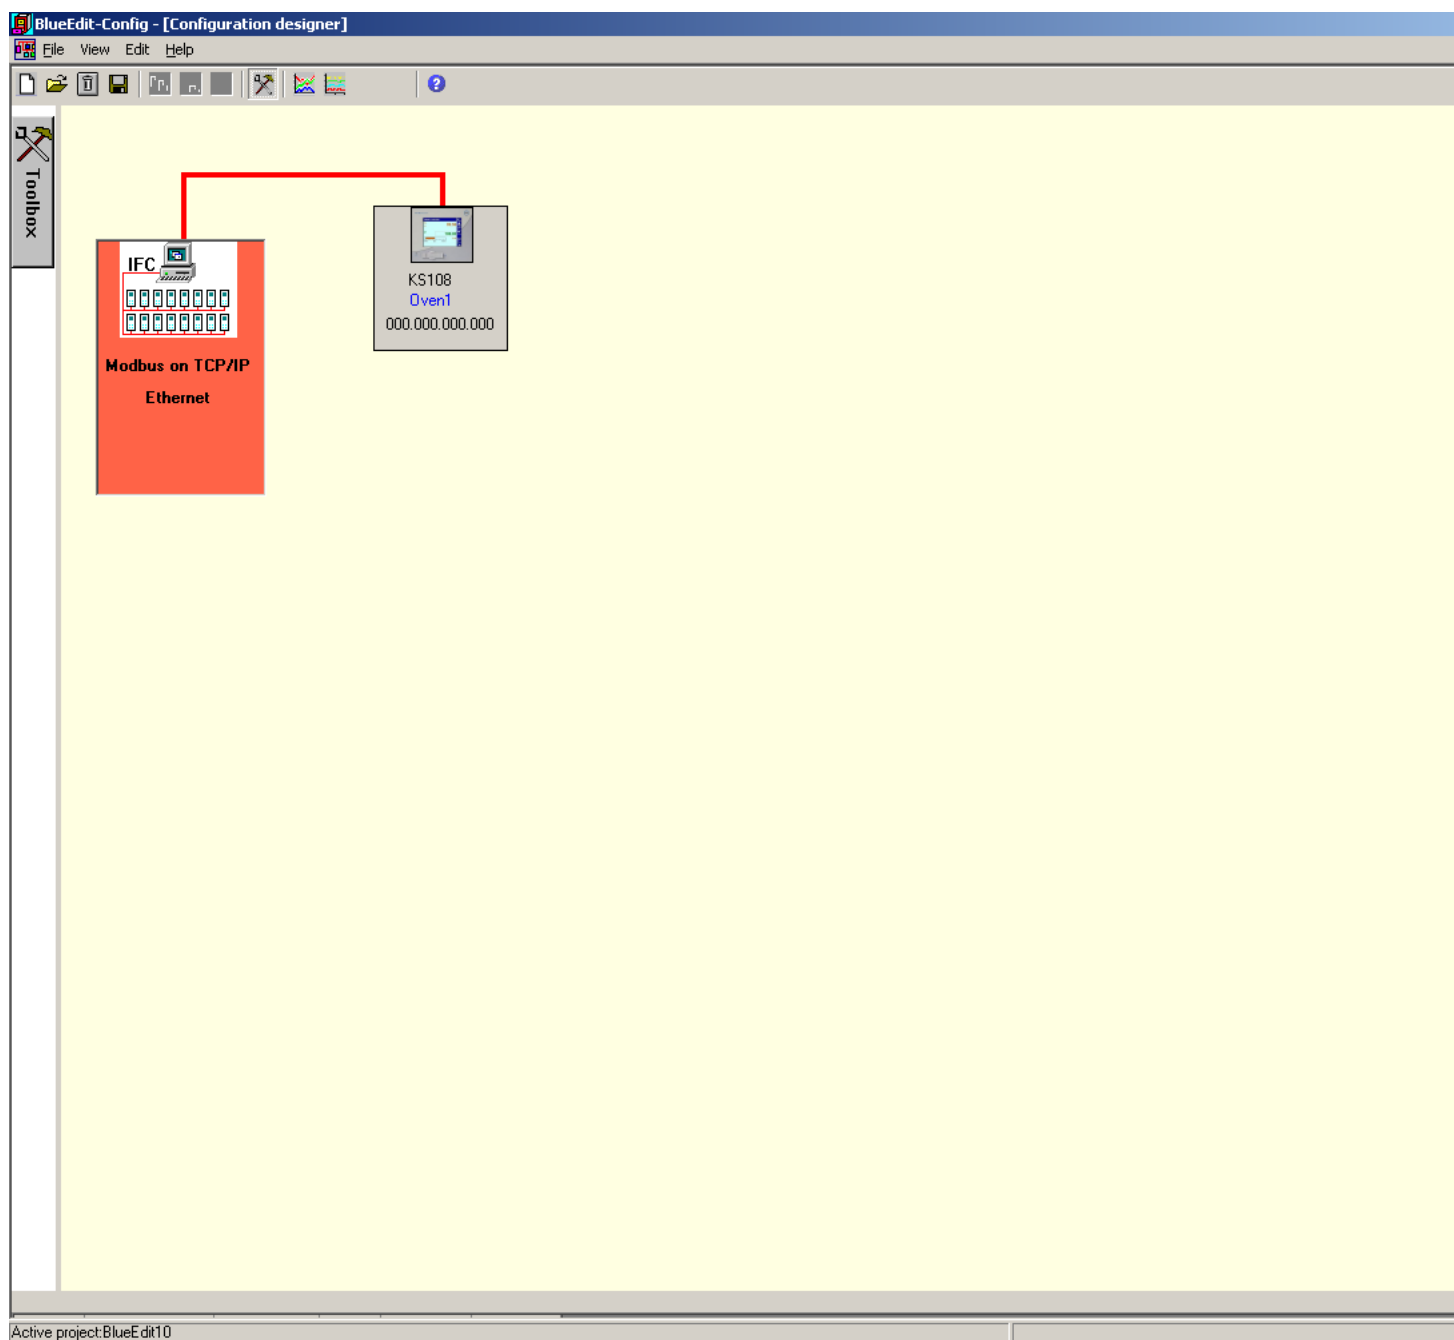 BlueEdit-Config - [Configuration designer]
File View Edit Help
Toolbox
IFC
Modbus on TCP/IP
Ethernet
KS108
Oven1
000.000.000.000
Active project:BlueEdit10